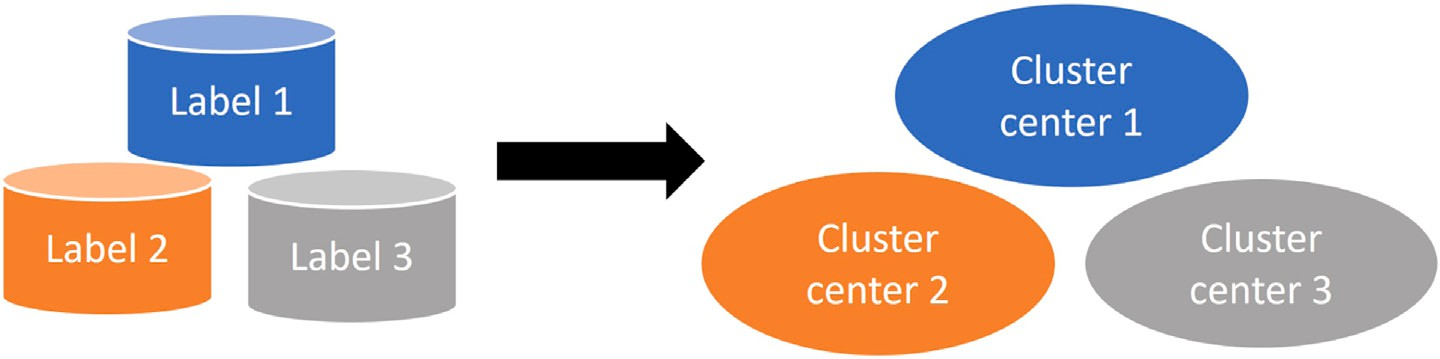 Label 1
Label 2
Label 3
Cluster
center 1
Cluster
center 2
Cluster
center 3